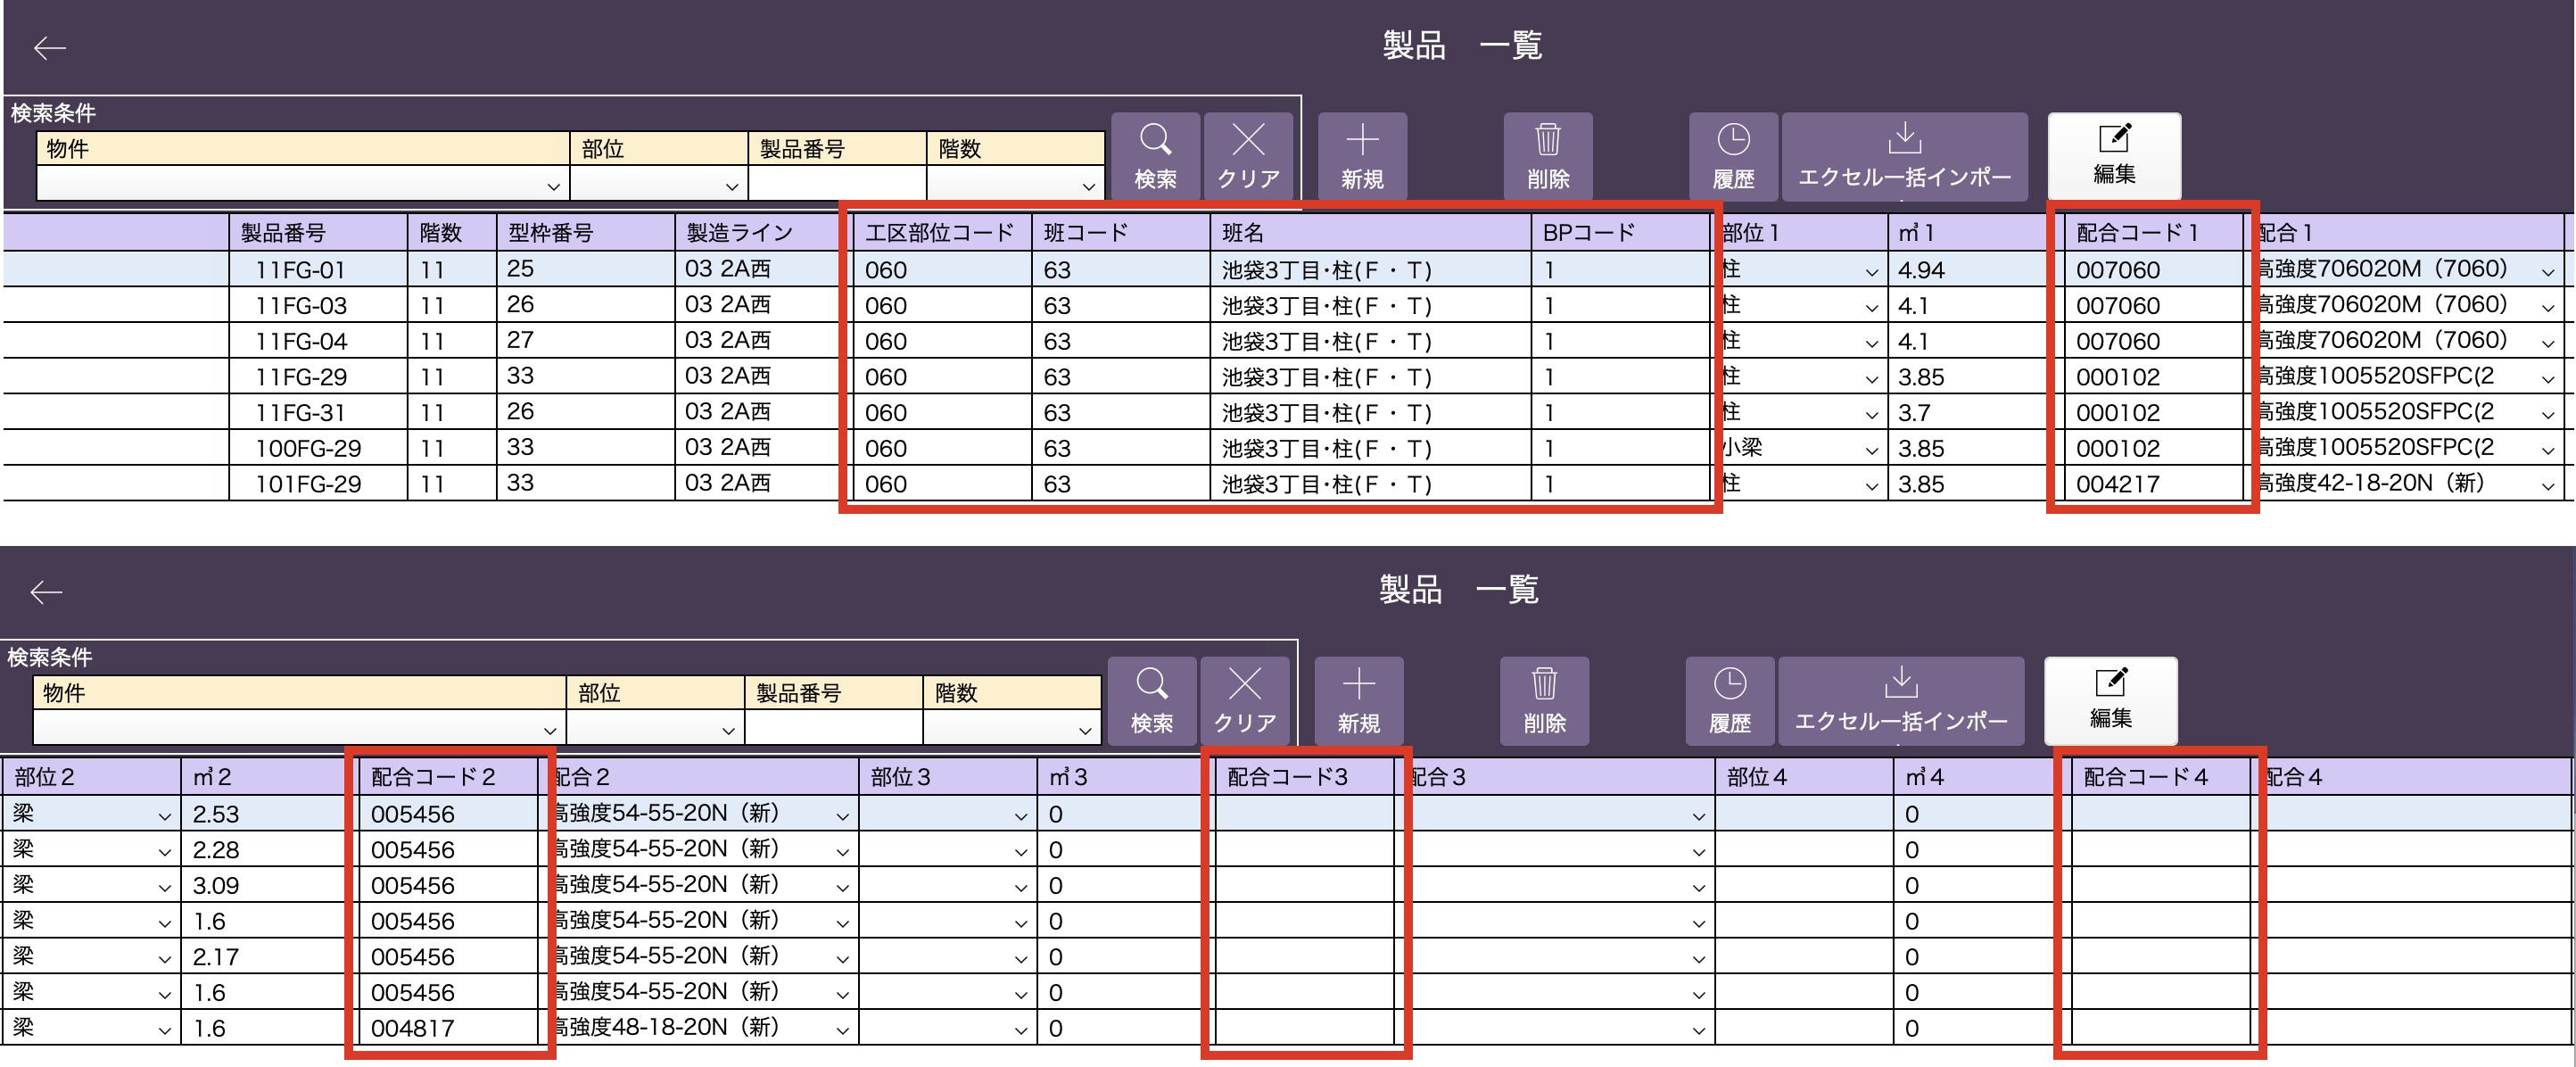 製品　一覧
検索条件
物件 部位 製品番号 階数
検索 クリア 新規 削除 履歴 エクセル一括インポー 編集
製品番号 階数 型枠番号 製造ライン 工区部位コード 班コード 班名 BPコード 部位１ ㎥１ 配合コード１ 配合１
11FG-01 11 25 03 2A西 060 63 池袋3丁目･柱(Ｆ・Ｔ) 1 柱 4.94 007060 高強度706020M（7060）
11FG-03 11 26 03 2A西 060 63 池袋3丁目･柱(Ｆ・Ｔ) 1 柱 4.1 007060 高強度706020M（7060）
11FG-04 11 27 03 2A西 060 63 池袋3丁目･柱(Ｆ・Ｔ) 1 柱 4.1 007060 高強度706020M（7060）
11FG-29 11 33 03 2A西 060 63 池袋3丁目･柱(Ｆ・Ｔ) 1 柱 3.85 000102 高強度1005520SFPC(2
11FG-31 11 26 03 2A西 060 63 池袋3丁目･柱(Ｆ・Ｔ) 1 柱 3.7 000102 高強度1005520SFPC(2
100FG-29 11 33 03 2A西 060 63 池袋3丁目･柱(Ｆ・Ｔ) 1 小梁 3.85 000102 高強度1005520SFPC(2
101FG-29 11 33 03 2A西 060 63 池袋3丁目･柱(Ｆ・Ｔ) 1 柱 3.85 004217 高強度42-18-20N（新）
製品　一覧
検索条件
物件 部位 製品番号 階数
検索 クリア 新規 削除 履歴 エクセル一括インポー 編集
部位２ ㎥２ 配合コード２ 配合２ 部位３ ㎥３ 配合コード3 配合３ 部位４ ㎥４ 配合コード４ 配合４
梁 2.53 005456 高強度54-55-20N（新） 0 0
梁 2.28 005456 高強度54-55-20N（新） 0 0
梁 3.09 005456 高強度54-55-20N（新） 0 0
梁 1.6 005456 高強度54-55-20N（新） 0 0
梁 2.17 005456 高強度54-55-20N（新） 0 0
梁 1.6 005456 高強度54-55-20N（新） 0 0
梁 1.6 004817 高強度48-18-20N（新） 0 0